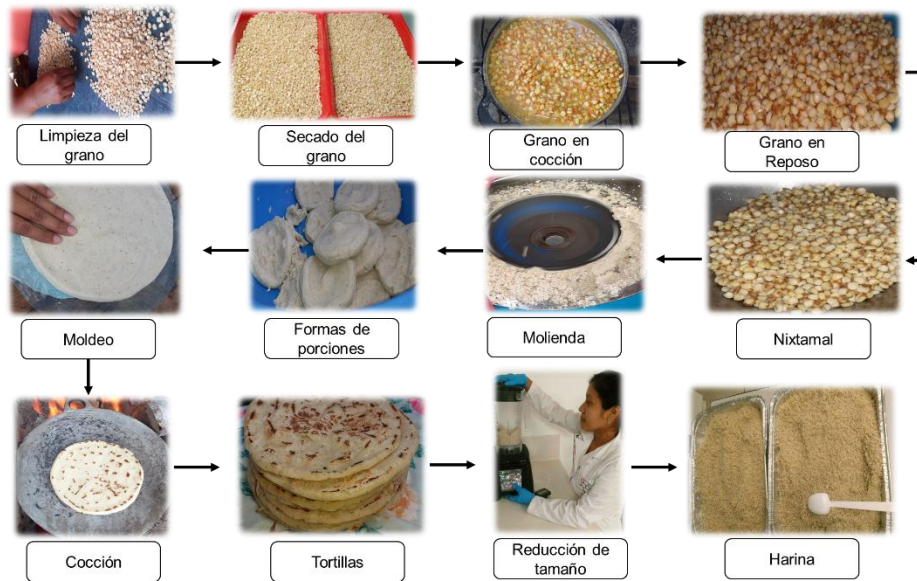 Limpieza del
grano
Secado del
grano
Grano en
cocción
Grano en
Reposo
Nixtamal
Molienda
Formas de
porciones
Moldeo
Cocción
Tortillas
Reducción de
tamaño
Harina